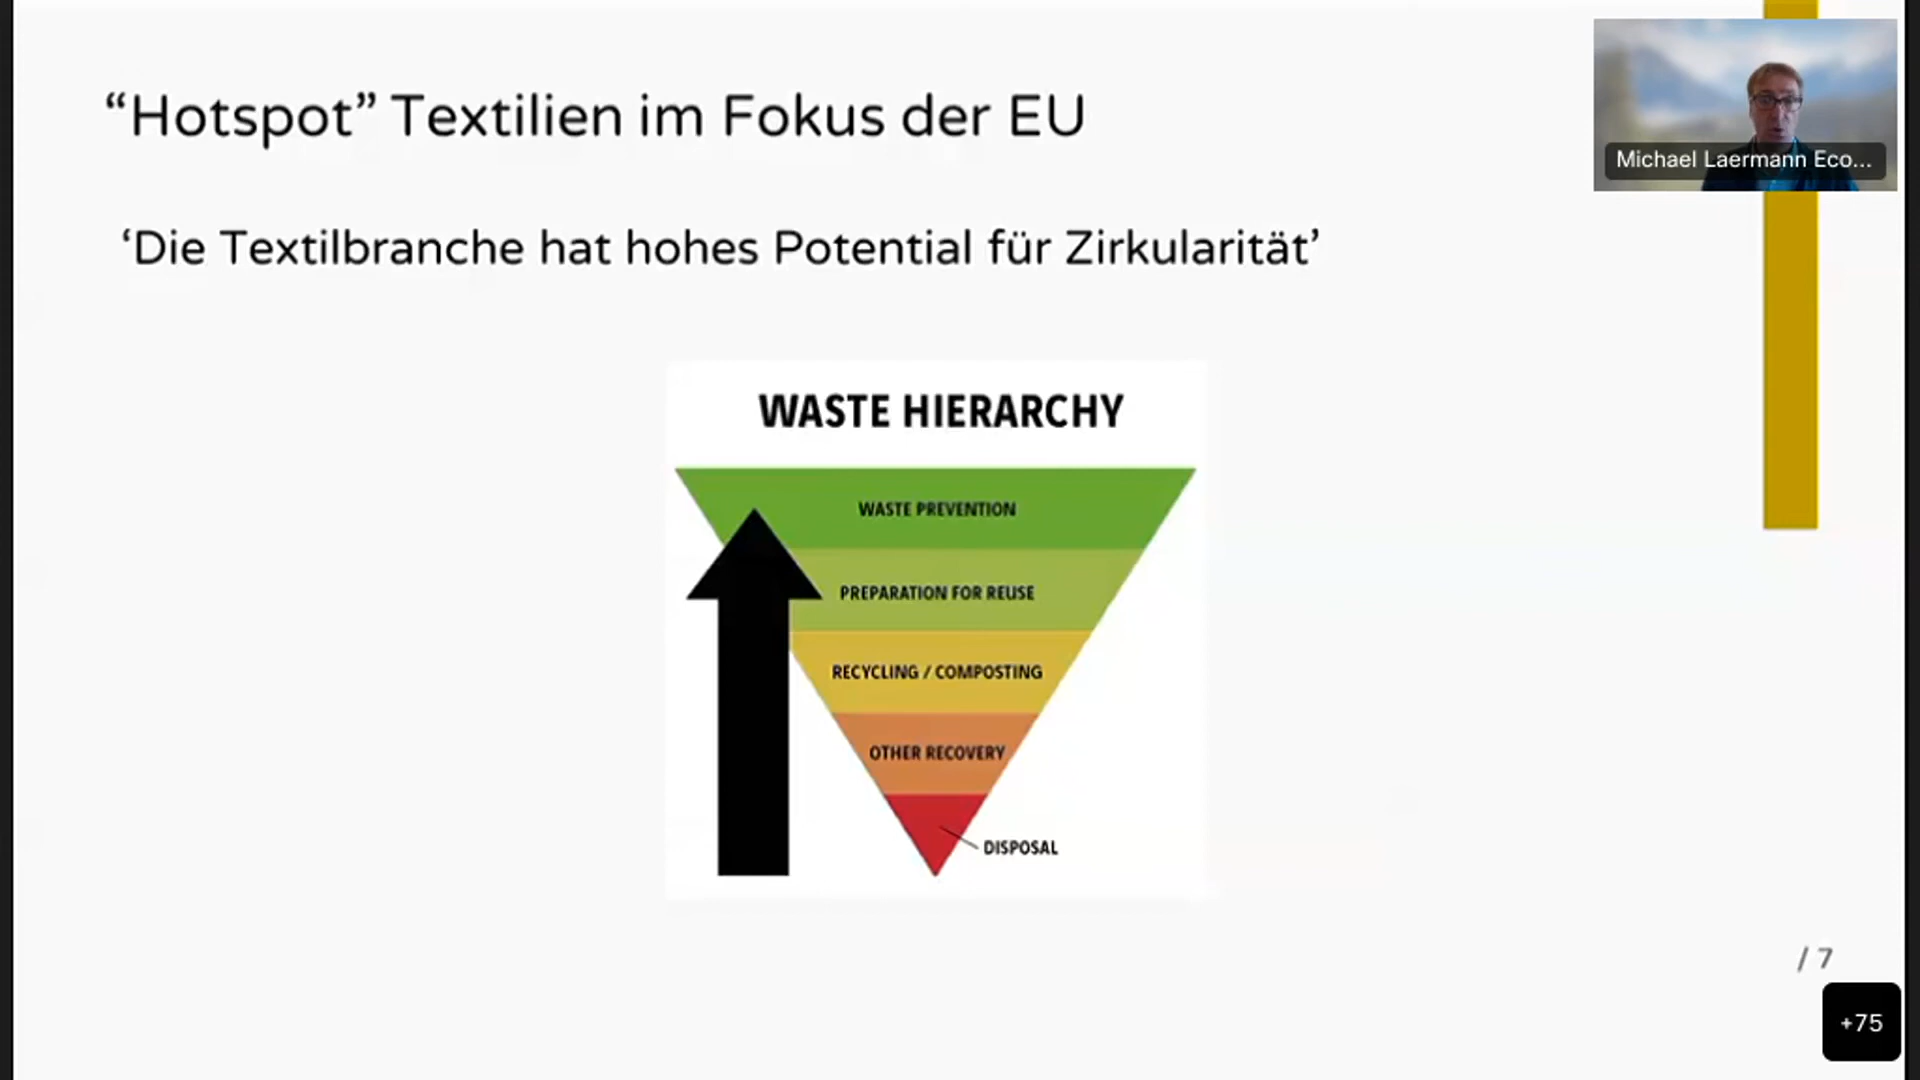 “Hotspot” Textilien im Fokus der EU
Michael Laermann Eco...
‘Die Textilbranche hat hohes Potential für Zirkularität’
WASTE HIERARCHY
WASTE PREVENTION
PREPARATION FOR REUSE
RECYCLING / COMPOSTING
OTHER RECOVERY
DISPOSAL
/ 7
+75